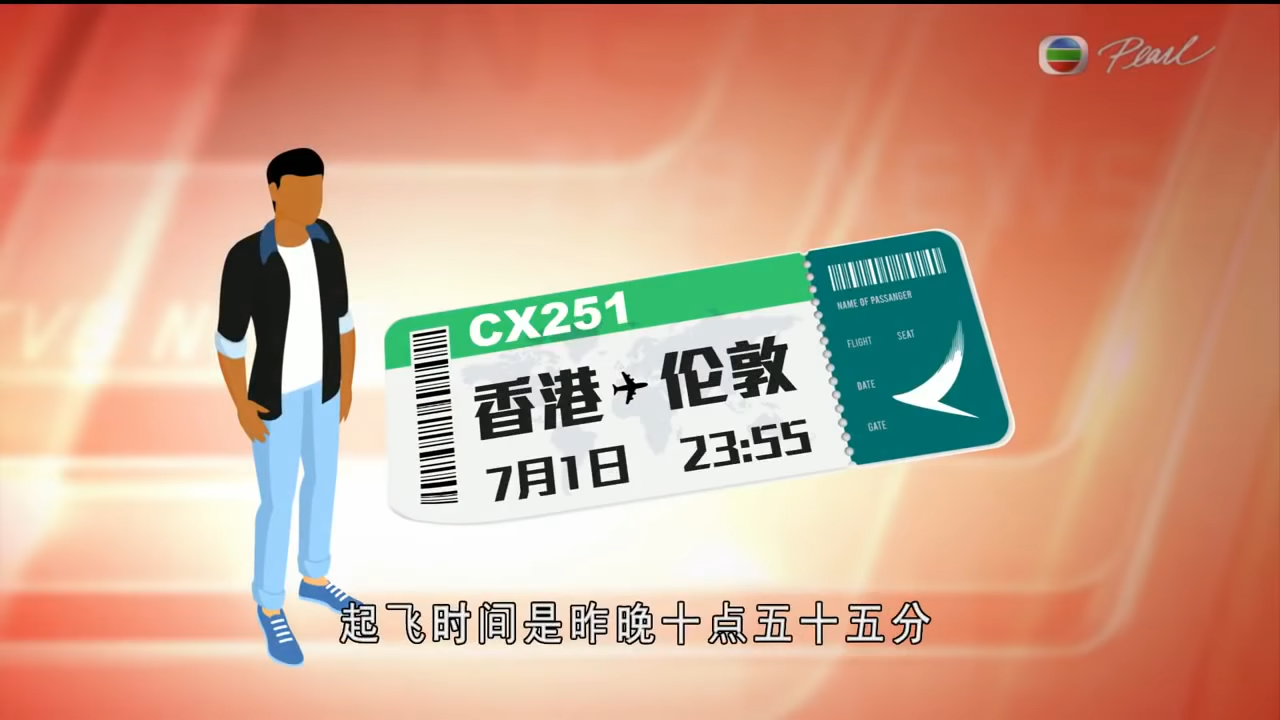 Pearl
CX251
香港 伦敦
7月1日 23:55
NAME OF PASSANGER
FLIGHT SEAT
DATE
GATE
起飞时间是昨晚十点五十五分